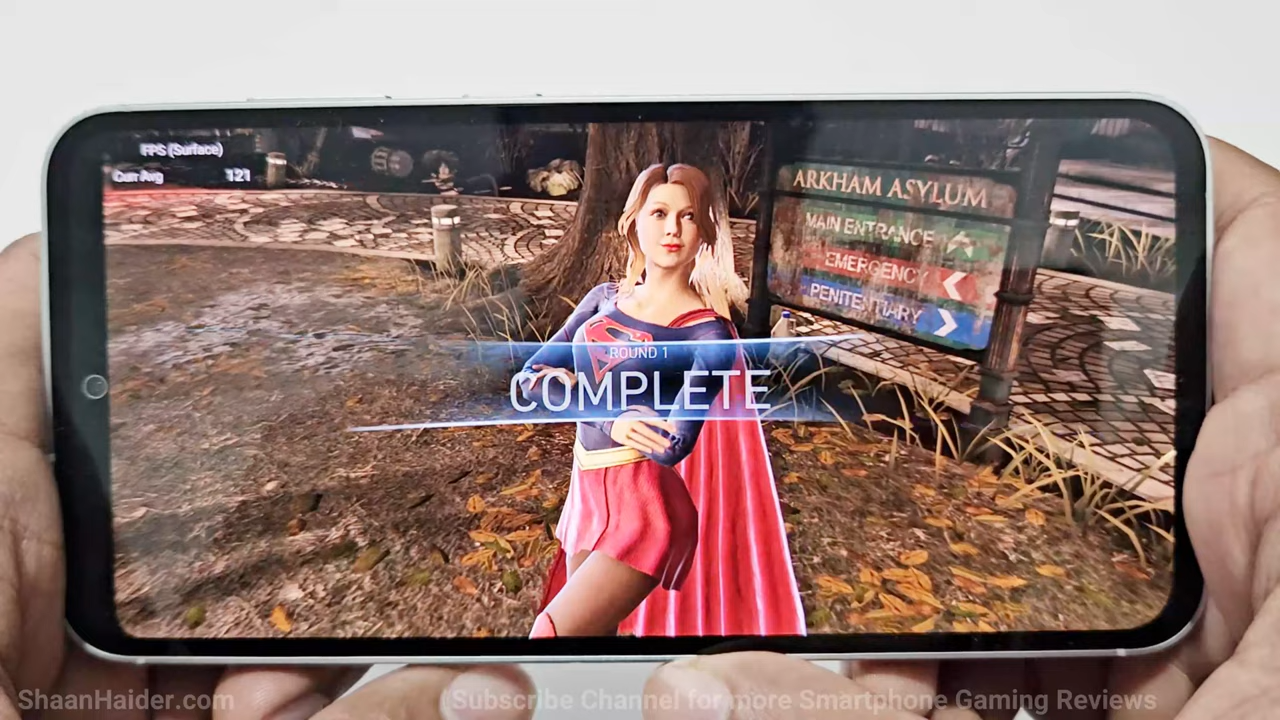 FPS (Surface)
Curr Avg 121
ARKHAM ASYLUM
MAIN ENTRANCE
EMERGENCY
PENITENTIARY
ROUND 1
COMPLETE
ShaanHaider.com
Subscribe Channel for more Smartphone Gaming Reviews